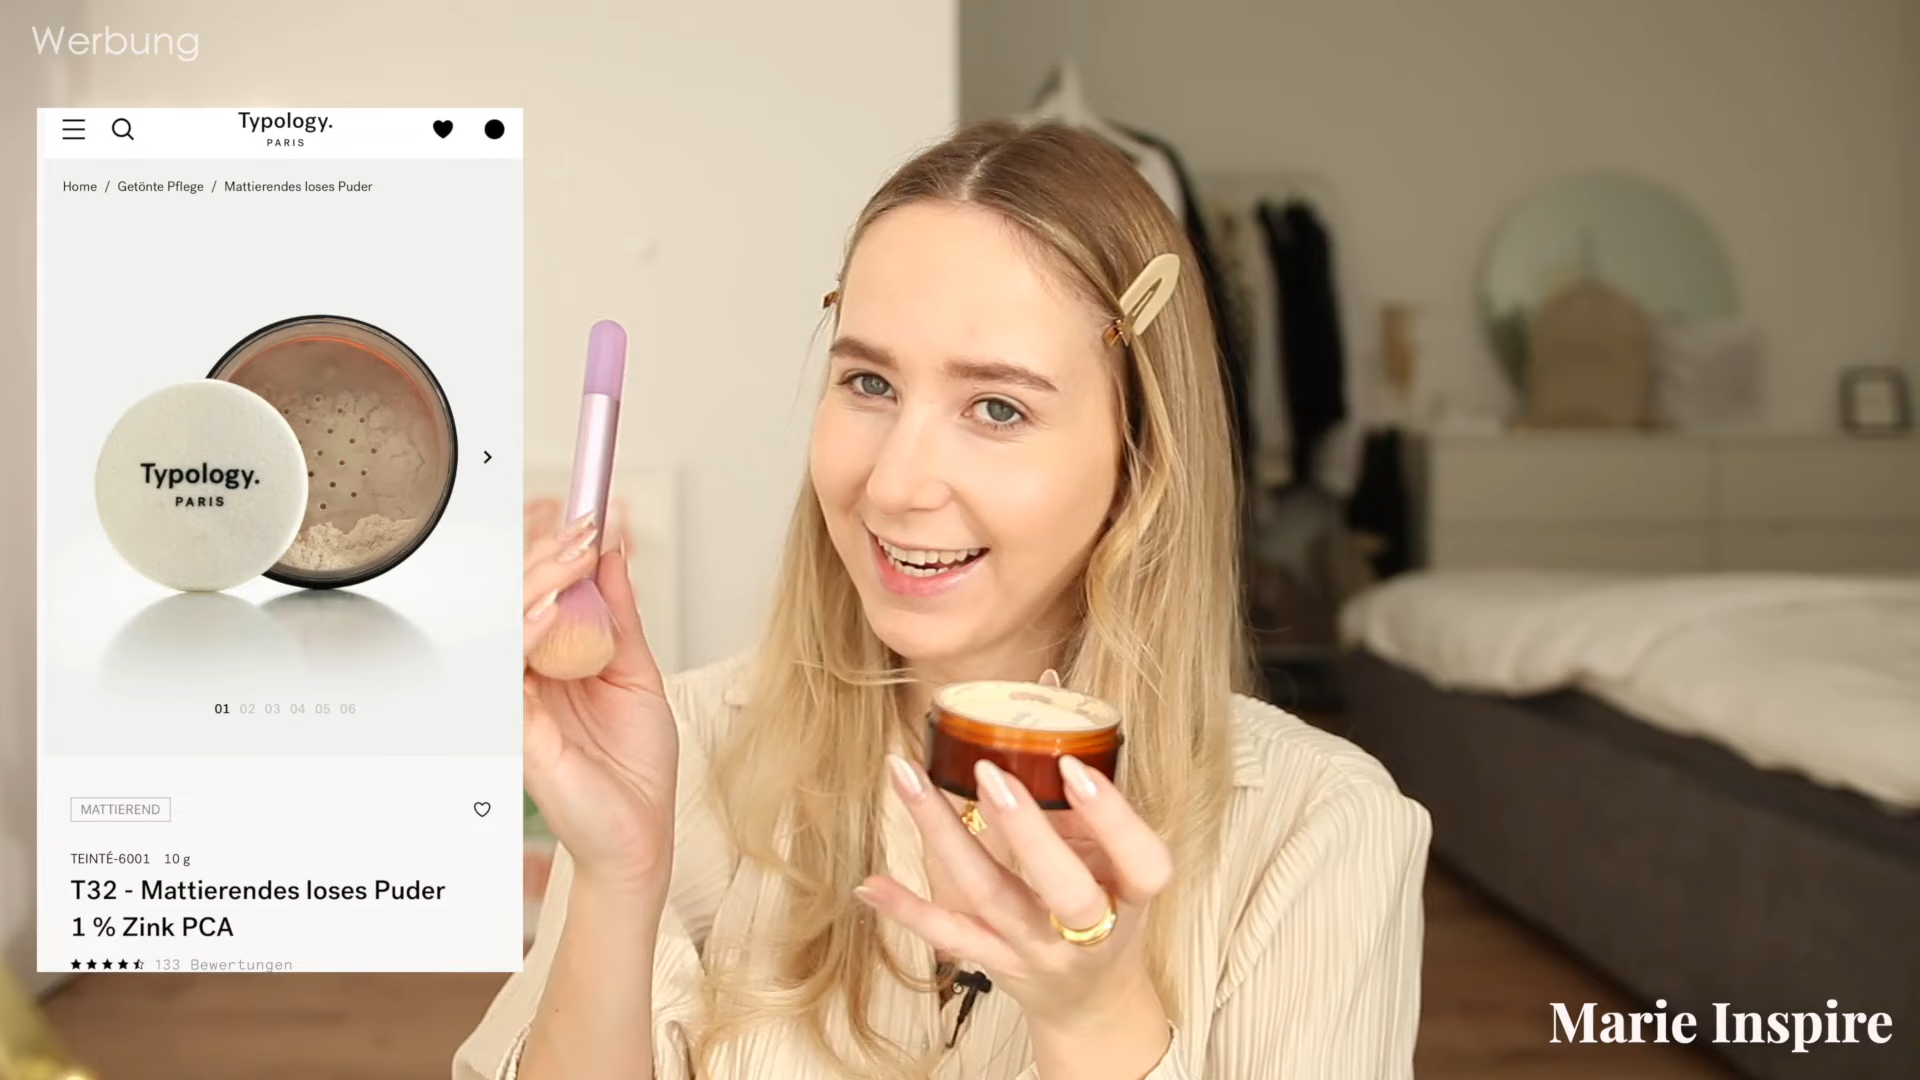 Werbung
Typology.
PARIS
Home / Getönte Pflege / Mattierendes loses Puder
Typology.
PARIS
01 02 03 04 05 06
MATTIEREND
TEINTÉ-6001 10 g
T32 - Mattierendes loses Puder
1 % Zink PCA
133 Bewertungen
Marie Inspire